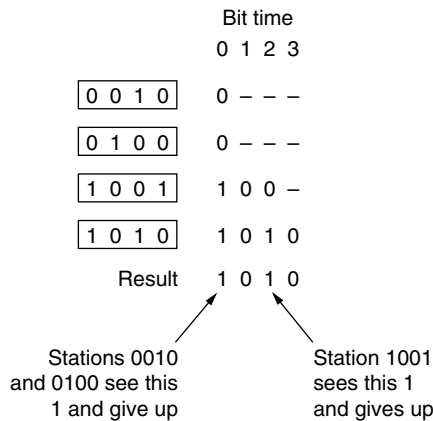 Bit time
0 1 2 3
0 0 1 0 0 – – –
0 1 0 0 0 – – –
1 0 0 1 1 0 0 –
1 0 1 0 1 0 1 0
Result 1 0 1 0
Stations 0010
and 0100 see this
1 and give up
Station 1001
sees this 1
and gives up